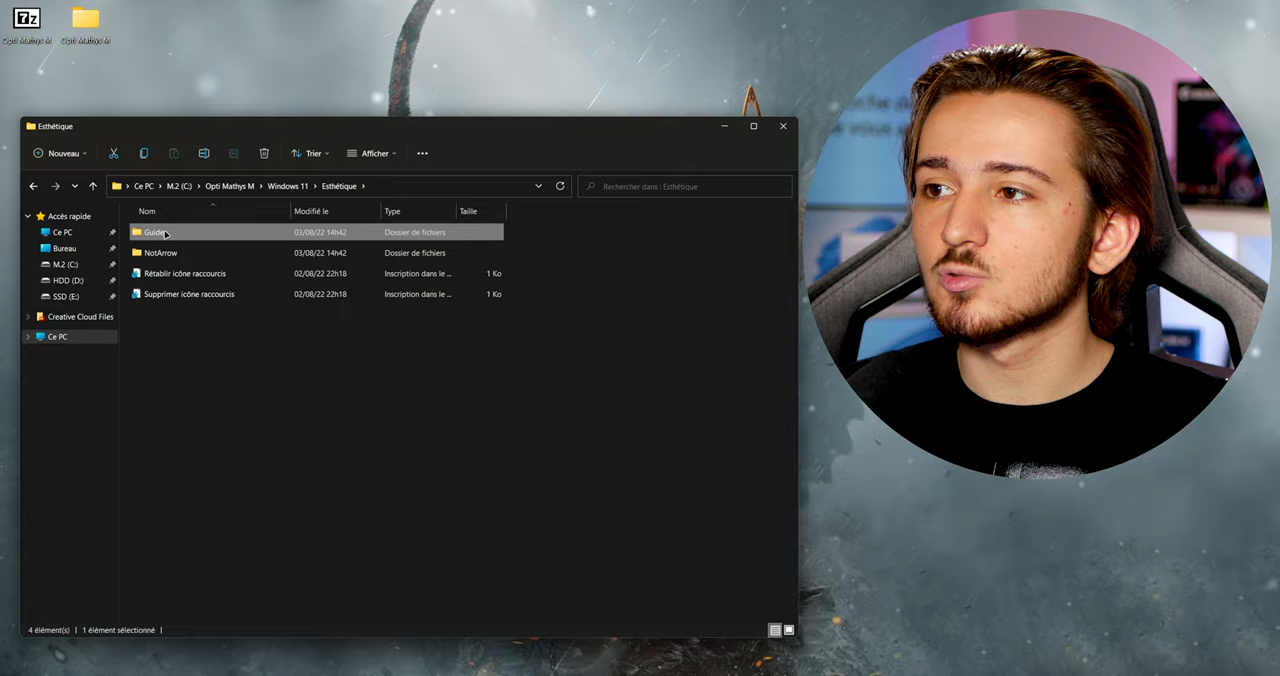 Opti Mathys M
Opti Mathys M
Esthétique
Nouveau
Trier
Afficher
Ce PC
M.2 (C:)
Opti Mathys M
Windows 11
Esthétique
Rechercher dans : Esthétique
Nom
Modifié le
Type
Taille
Accès rapide
Ce PC
Bureau
M.2 (C:)
HDD (D:)
SSD (E:)
Creative Cloud Files
Ce PC
Guide
03/08/22 14h42
Dossier de fichiers
NotArrow
03/08/22 14h42
Dossier de fichiers
Rétablir icône raccourcis
02/08/22 22h18
Inscription dans le ...
1 Ko
Supprimer icône raccourcis
02/08/22 22h18
Inscription dans le ...
1 Ko
4 élément(s)
1 élément sélectionné